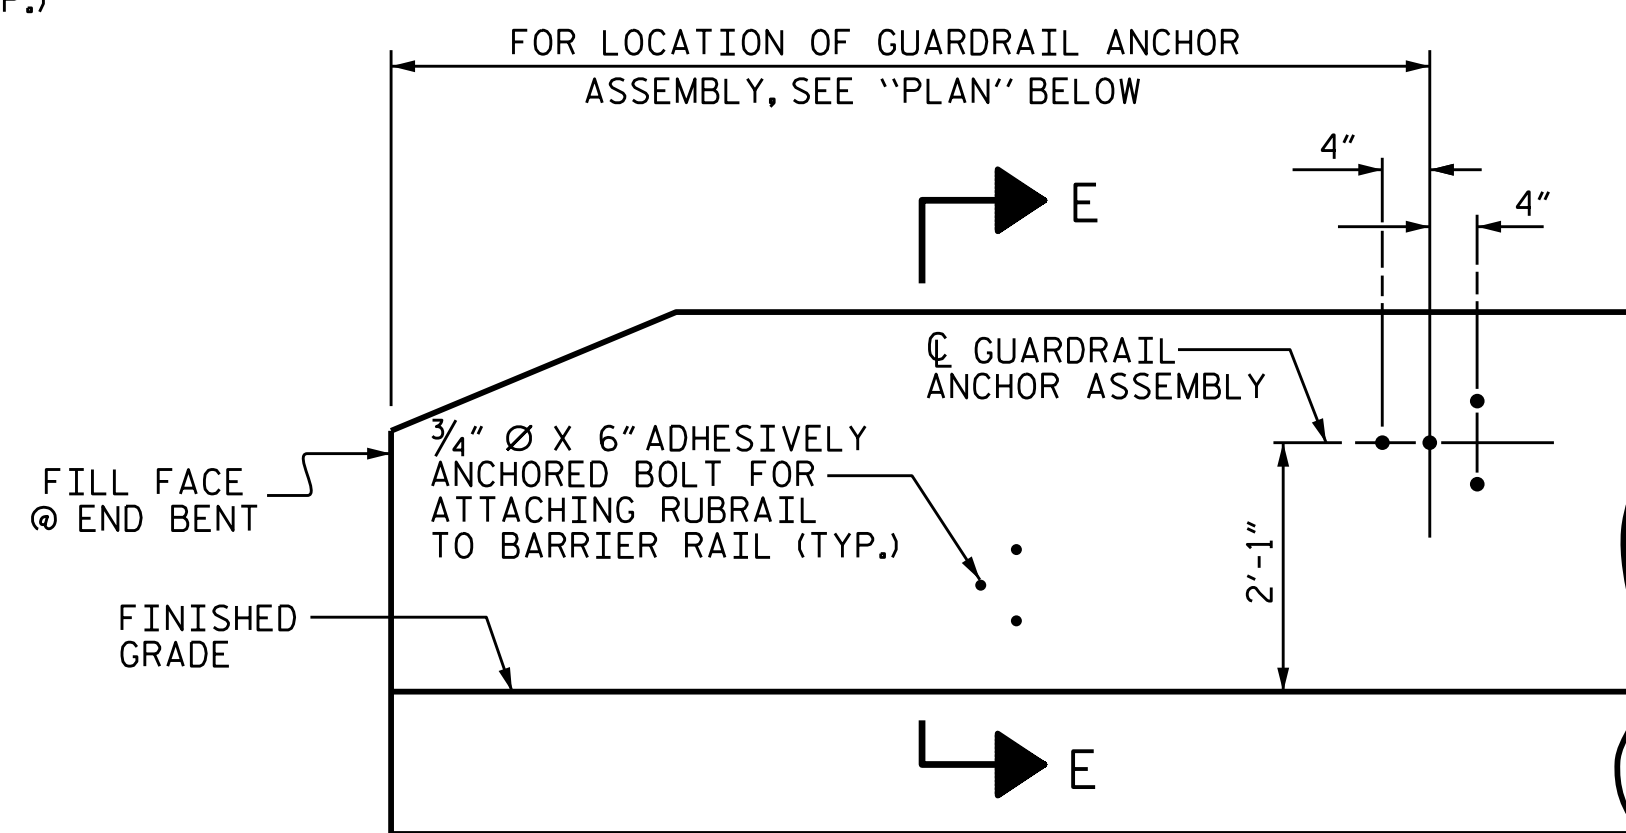 P.)
FOR LOCATION OF GUARDRAIL ANCHOR
ASSEMBLY, SEE ''PLAN'' BELOW
4"
4"
E
℄ GUARDRAIL
ANCHOR ASSEMBLY
3/4" Ø X 6" ADHESIVELY
ANCHORED BOLT FOR
ATTACHING RUBRAIL
TO BARRIER RAIL (TYP.)
FILL FACE
@ END BENT
2'-1"
FINISHED
GRADE
E